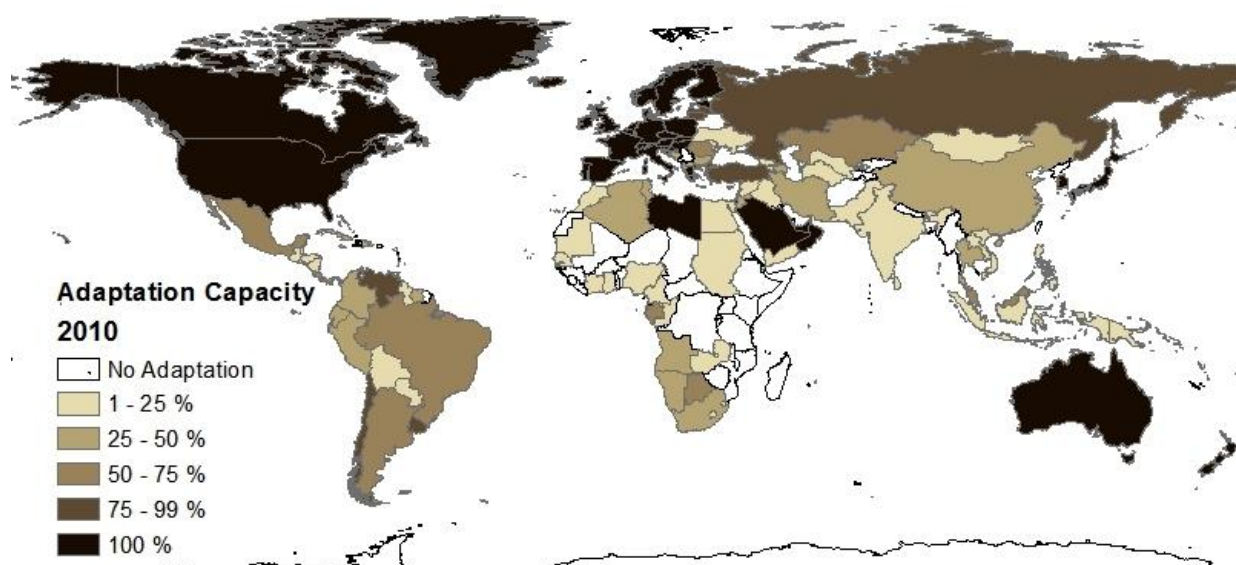 Adaptation Capacity
2010
No Adaptation
1 - 25 %
25 - 50 %
50 - 75 %
75 - 99 %
100 %